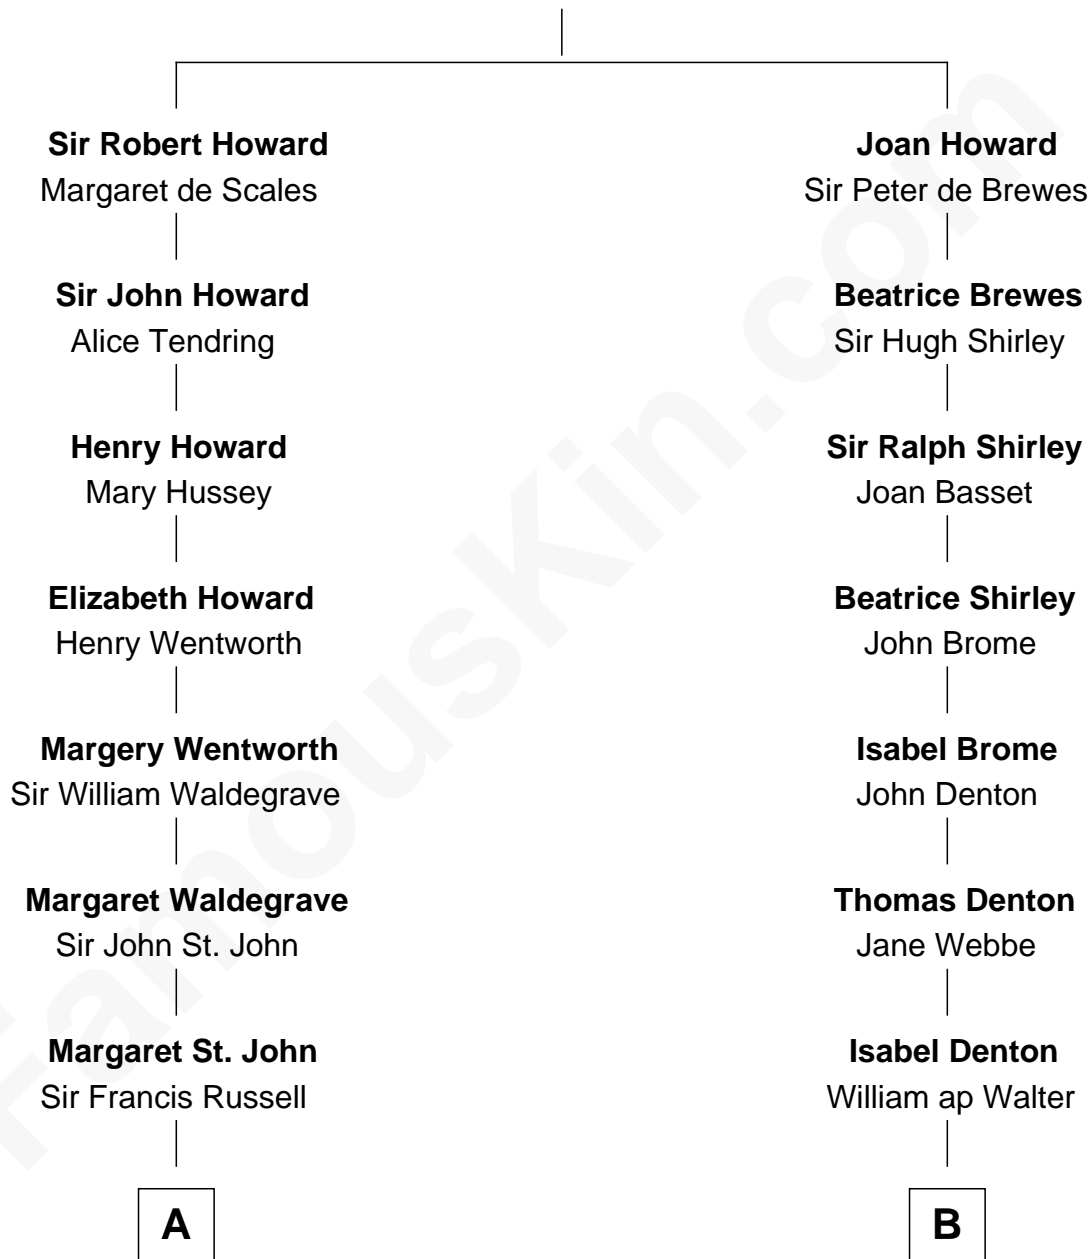 Sir Robert Howard
Margaret de Scales
Sir John Howard
Alice Tendring
Henry Howard
Mary Hussey
Elizabeth Howard
Henry Wentworth
Margery Wentworth
Sir William Waldegrave
Margaret Waldegrave
Sir John St. John
Margaret St. John
Sir Francis Russell
A
Joan Howard
Sir Peter de Brewes
Beatrice Brewes
Sir Hugh Shirley
Sir Ralph Shirley
Joan Basset
Beatrice Shirley
John Brome
Isabel Brome
John Denton
Thomas Denton
Jane Webbe
Isabel Denton
William ap Walter
B
FamousKin.com